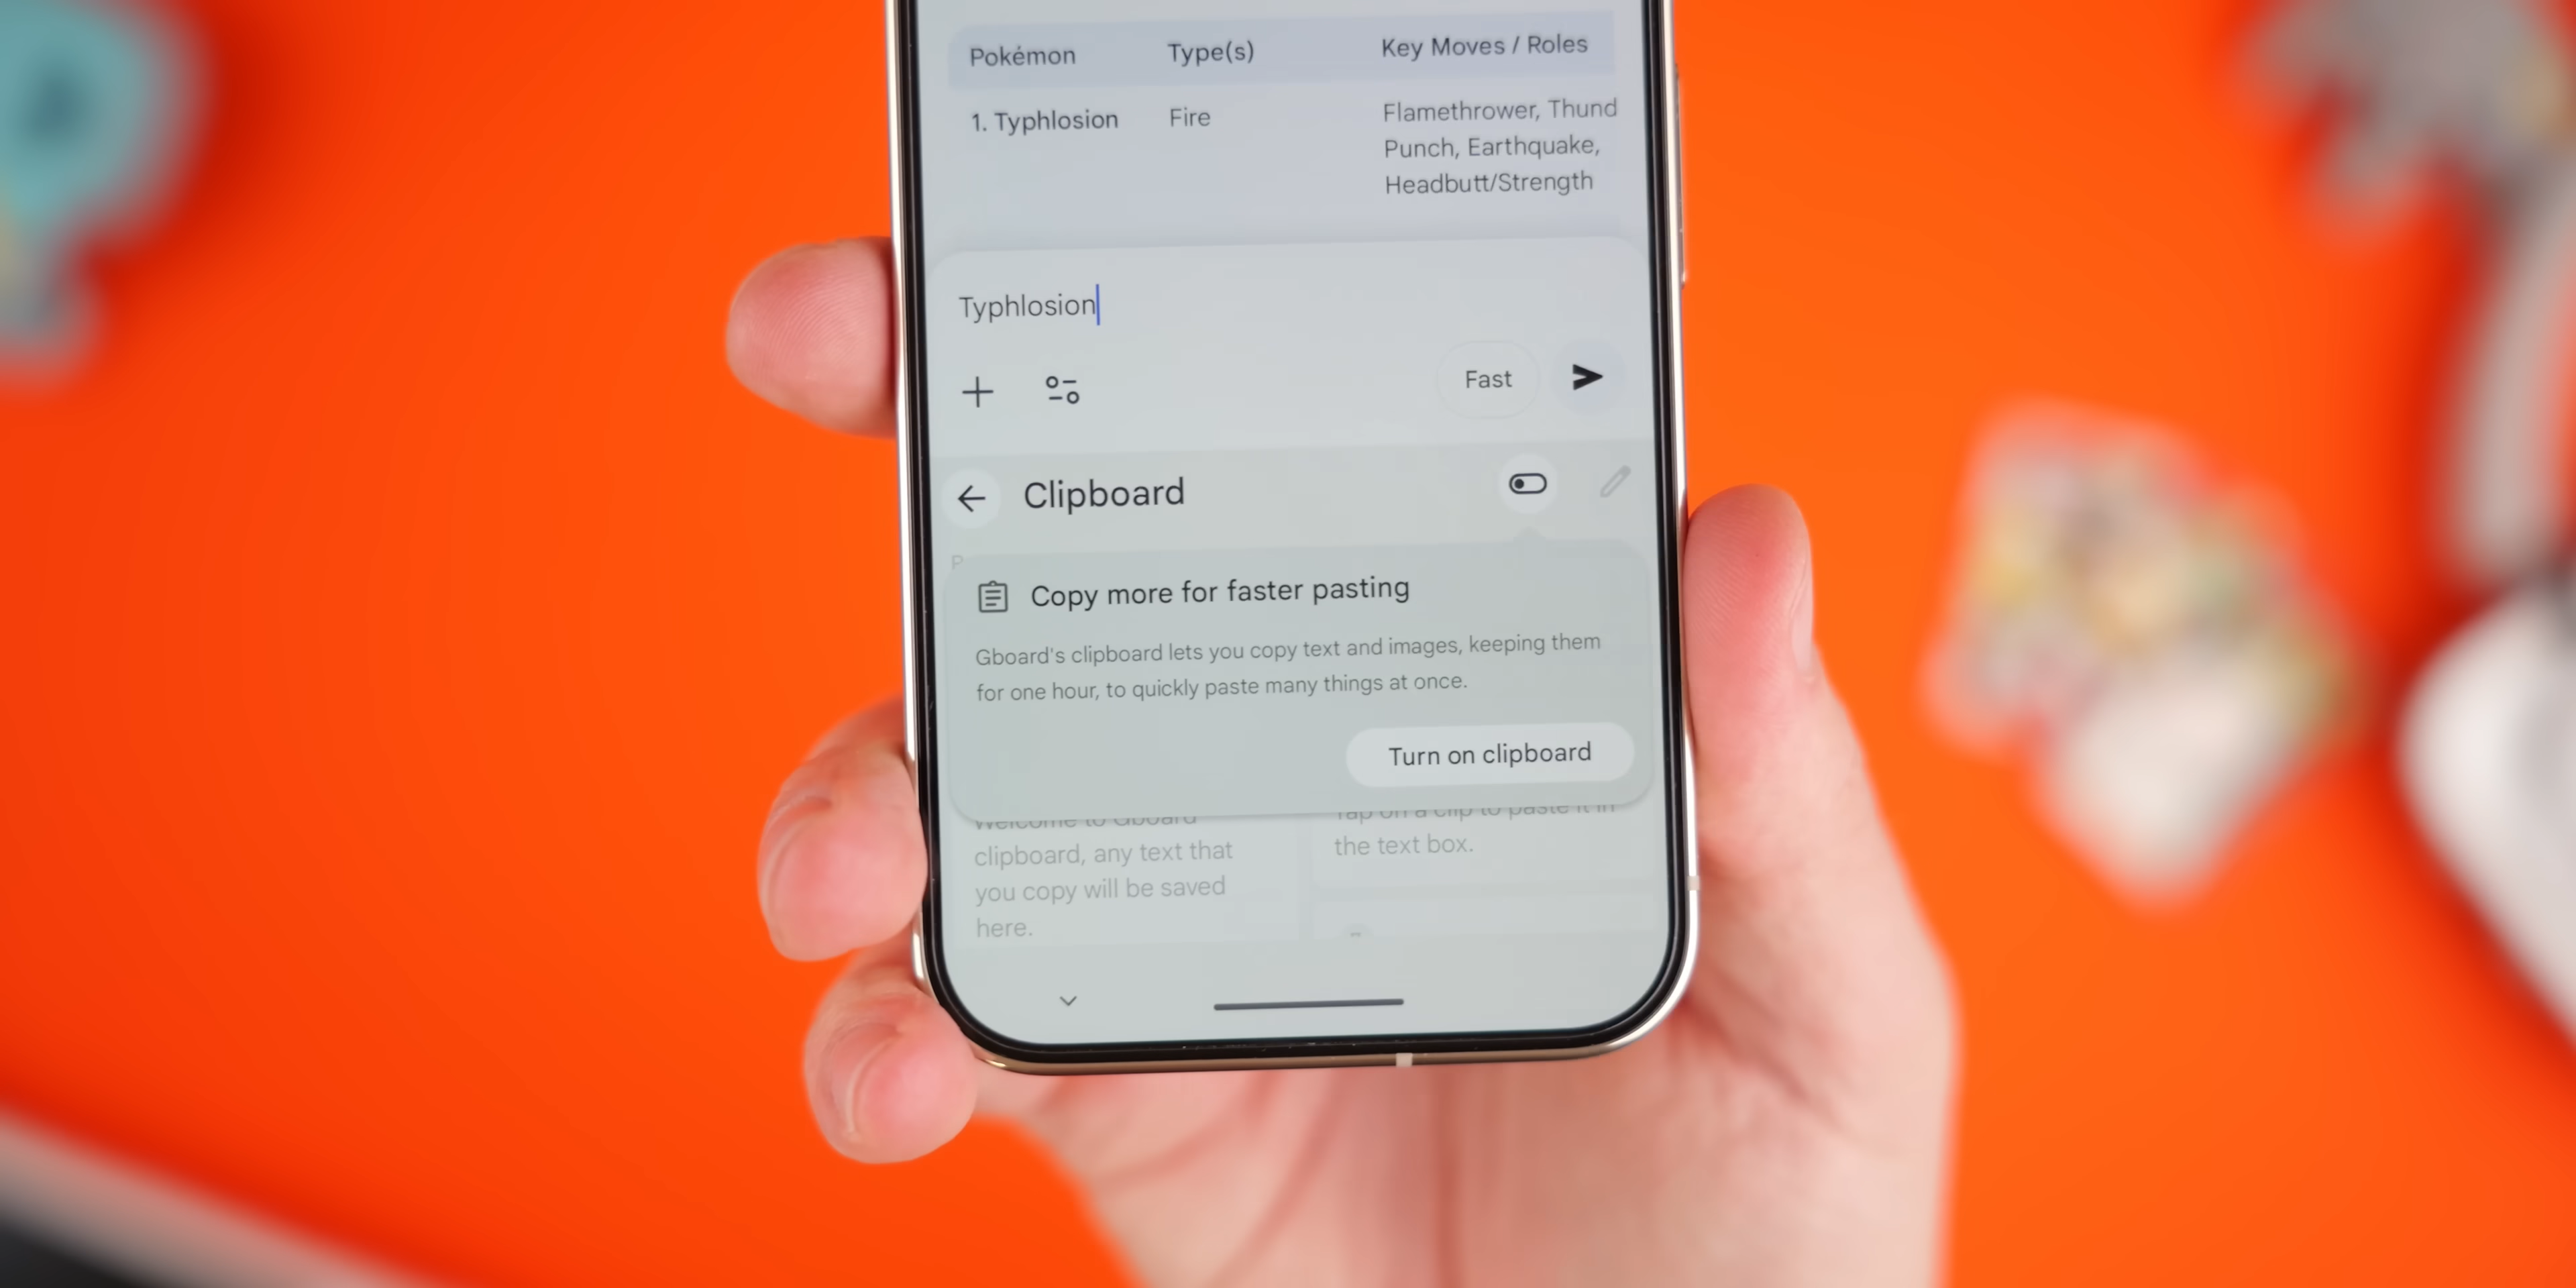 Pokémon Type(s) Key Moves / Roles
1. Typhlosion Fire Flamethrower, Thund
Punch, Earthquake,
Headbutt/Strength
Typhlosion
Fast
Clipboard
Copy more for faster pasting
Gboard's clipboard lets you copy text and images, keeping them
for one hour, to quickly paste many things at once.
Turn on clipboard
Welcome to Gboard
clipboard, any text that
you copy will be saved
here.
Tap on a clip to paste it in
the text box.